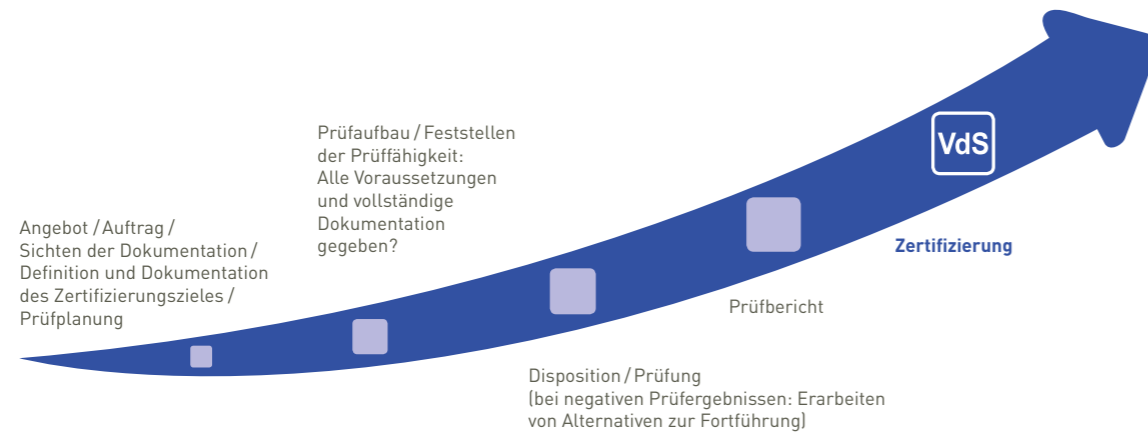 Angebot / Auftrag /
Sichten der Dokumentation /
Definition und Dokumentation
des Zertifizierungszieles /
Prüfplanung
Prüfaufbau / Feststellen
der Prüffähigkeit:
Alle Voraussetzungen
und vollständige
Dokumentation
gegeben?
Disposition / Prüfung
(bei negativen Prüfergebnissen: Erarbeiten
von Alternativen zur Fortführung)
Prüfbericht
VdS
Zertifizierung